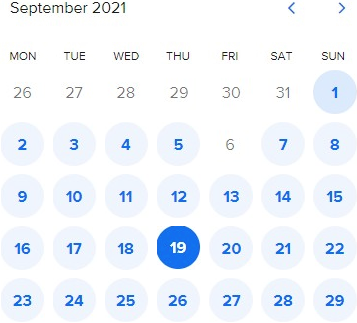 September 2021
MON TUE WED THU FRI SAT SUN
26 27 28 29 30 31 1
2 3 4 5 6 7 8
9 10 11 12 13 14 15
16 17 18 19 20 21 22
23 24 25 26 27 28 29